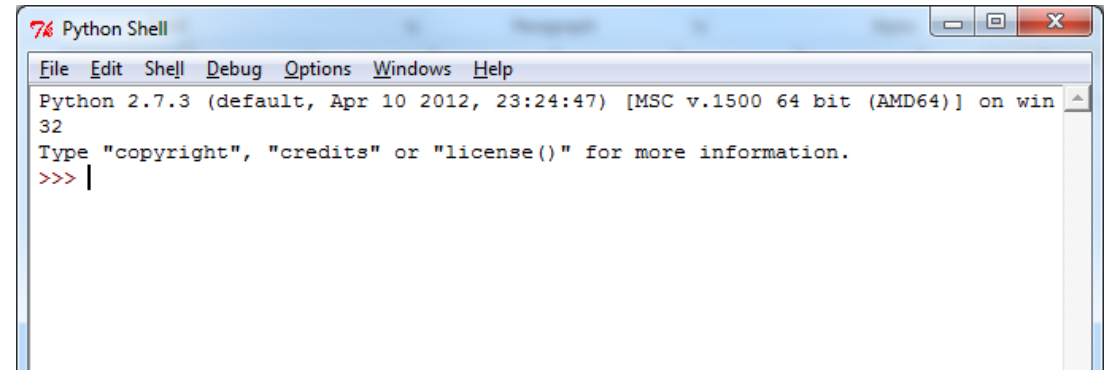 Python Shell
File Edit Shell Debug Options Windows Help
Python 2.7.3 (default, Apr 10 2012, 23:24:47) [MSC v.1500 64 bit (AMD64)] on win
32
Type "copyright", "credits" or "license()" for more information.
>>>